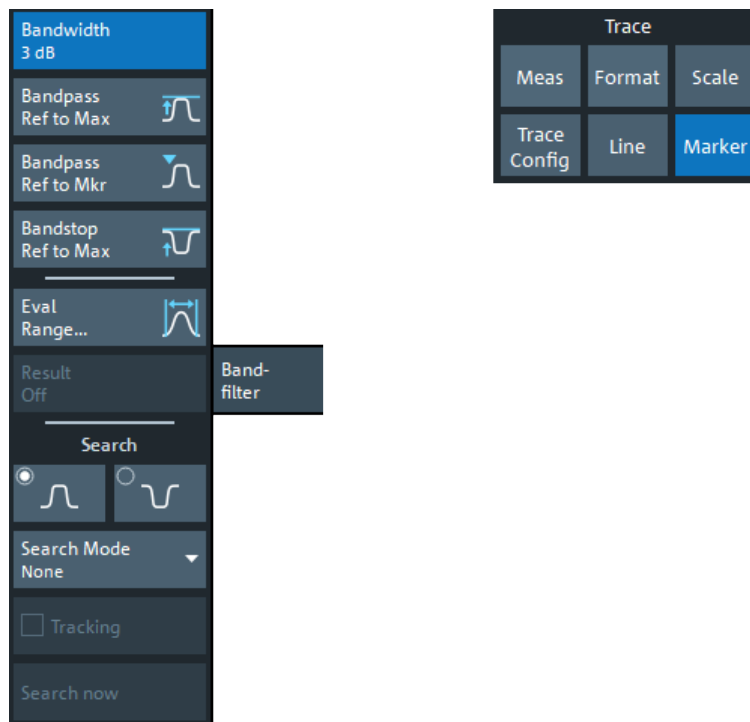 Bandwidth
3 dB
Bandpass
Ref to Max
Bandpass
Ref to Mkr
Bandstop
Ref to Max
Eval
Range...
Result
Off
Band-
filter
Search
Search Mode
None
Tracking
Search now
Trace
Meas
Format
Scale
Trace
Config
Line
Marker